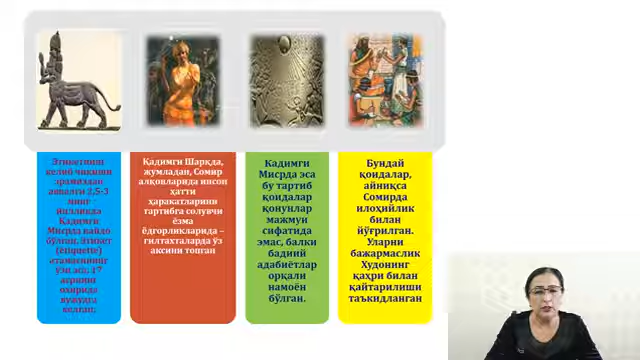 Этикетнинг
келиб чиқиши
эрамиздан
аввалги 2,5-3
минг
йилликда
Қадимги
Мисрда пайдо
бўлган. Этикет
(étiquette)
атамасининг
ўзи эса, 17
асрнинг
охирида
вужудга
келган;
Қадимги Шарқда,
жумладан, Сомир
алқовларида инсон
ҳатти
ҳаракатларини
тартибга солувчи
ёзма
ёдгорликларида –
гилтахталарда ўз
аксини топган
Қадимги
Мисрда эса
бу тартиб
қоидалар
қонунлар
мажмуи
сифатида
эмас, балки
бадиий
адабиётлар
орқали
намоён
бўлган.
Бундай
қоидалар,
айниқса
Сомирда
илоҳийлик
билан
йўғрилган.
Уларни
бажармаслик
Худонинг
қаҳри билан
қайтарилиши
таъкидланган